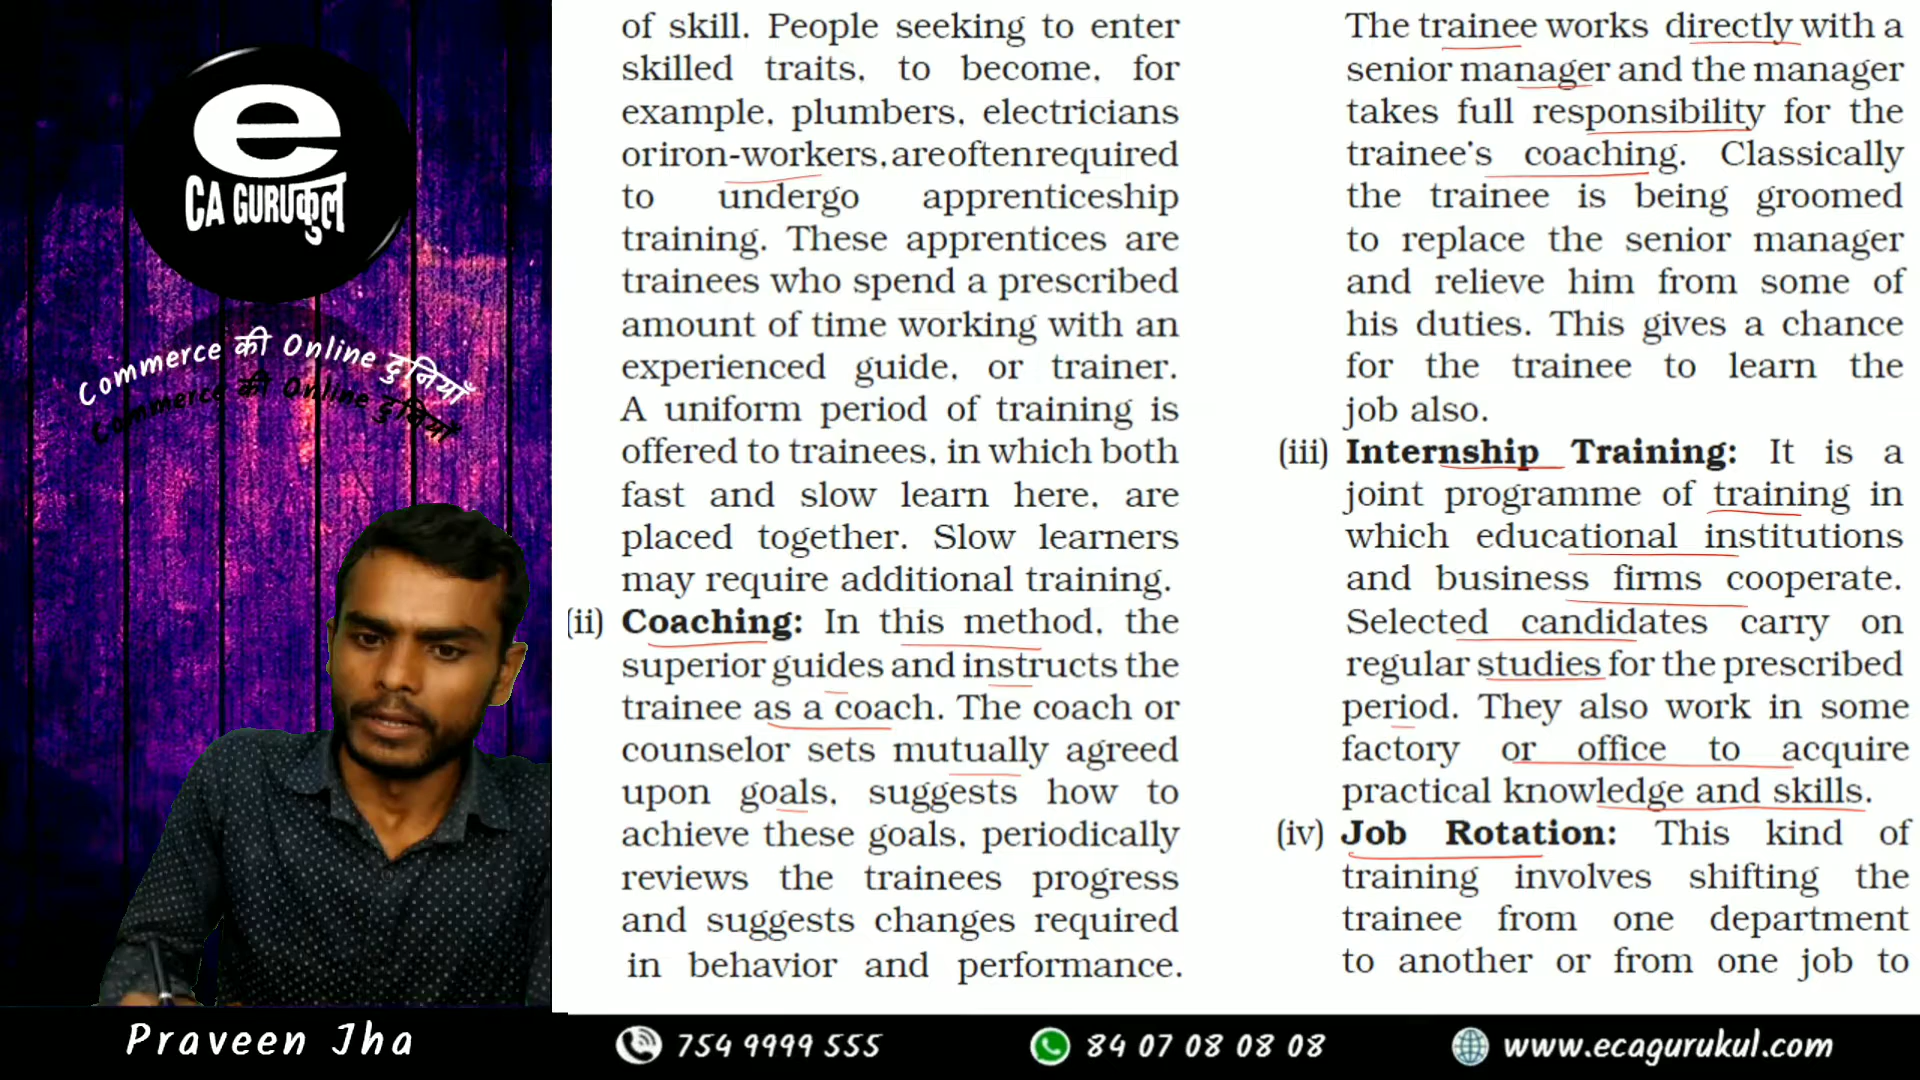 e
CA GURUकुल
Commerce की Online दुनियाँ
Commerce की Online दुनियाँ
of skill. People seeking to enter
skilled traits, to become, for
example, plumbers, electricians
oriron-workers,areoftenrequired
to undergo apprenticeship
training. These apprentices are
trainees who spend a prescribed
amount of time working with an
experienced guide, or trainer.
A uniform period of training is
offered to trainees, in which both
fast and slow learn here, are
placed together. Slow learners
may require additional training.
(ii) Coaching: In this method, the
superior guides and instructs the
trainee as a coach. The coach or
counselor sets mutually agreed
upon goals, suggests how to
achieve these goals, periodically
reviews the trainees progress
and suggests changes required
in behavior and performance.
The trainee works directly with a
senior manager and the manager
takes full responsibility for the
trainee's coaching. Classically
the trainee is being groomed
to replace the senior manager
and relieve him from some of
his duties. This gives a chance
for the trainee to learn the
job also.
(iii) Internship Training: It is a
joint programme of training in
which educational institutions
and business firms cooperate.
Selected candidates carry on
regular studies for the prescribed
period. They also work in some
factory or office to acquire
practical knowledge and skills.
(iv) Job Rotation: This kind of
training involves shifting the
trainee from one department
to another or from one job to
Praveen Jha
754 9999 555
84 07 08 08 08
www.ecagurukul.com